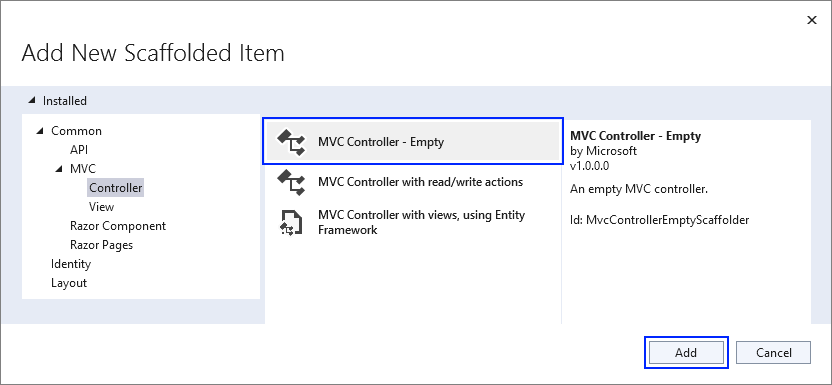 Add New Scaffolded Item
Installed
Common
API
MVC
Controller
View
Razor Component
Razor Pages
Identity
Layout
MVC Controller - Empty
MVC Controller with read/write actions
MVC Controller with views, using Entity
Framework
MVC Controller - Empty
by Microsoft
v1.0.0.0
An empty MVC controller.
Id: MvcControllerEmptyScaffolder
Add
Cancel